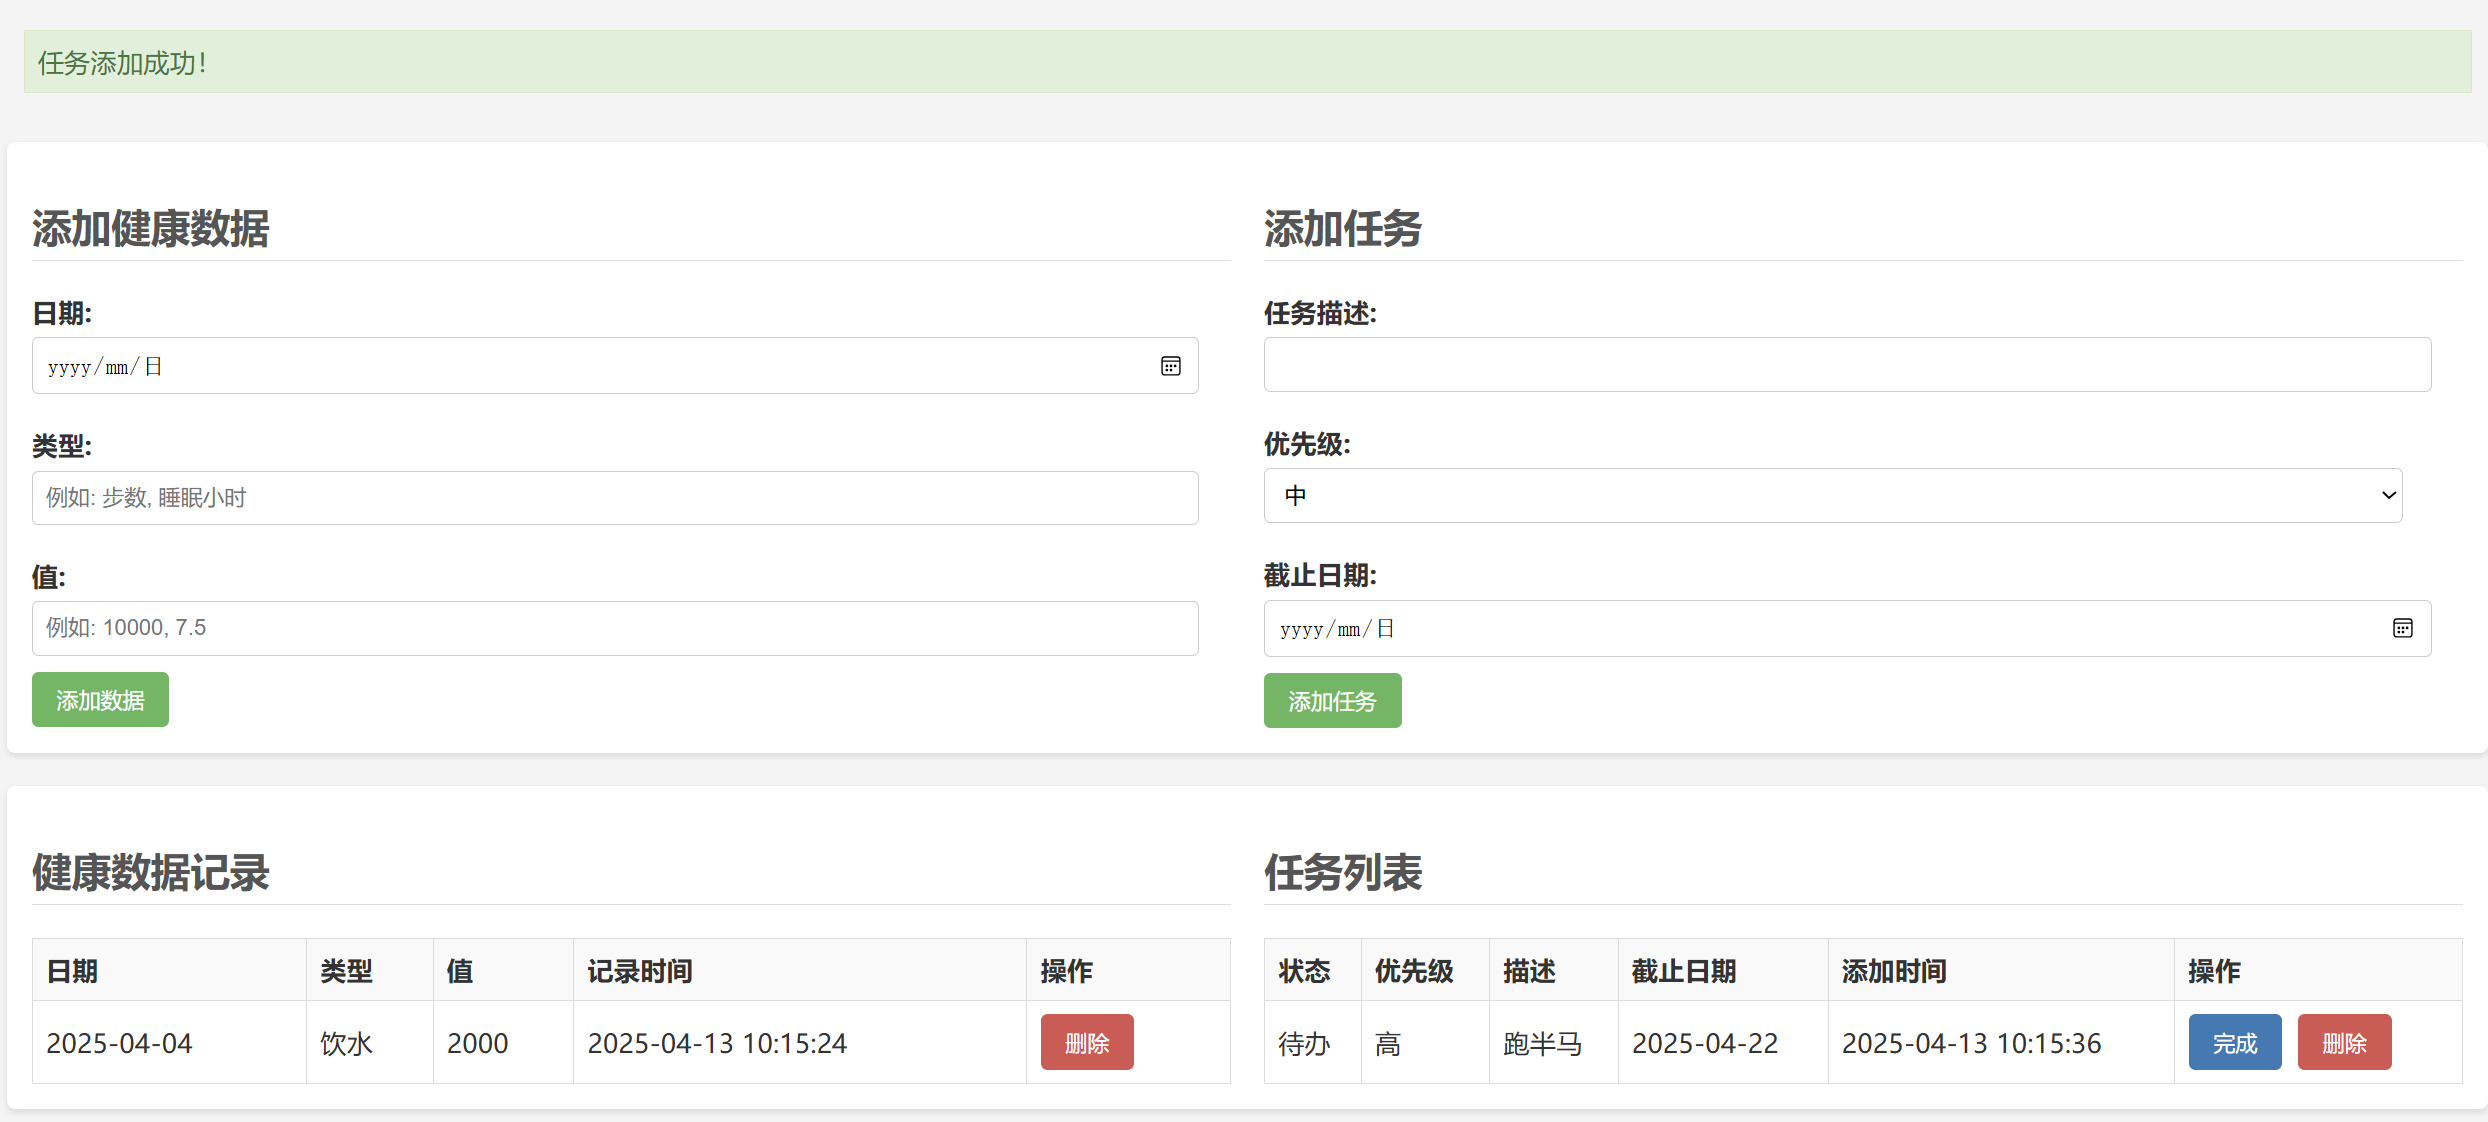 任务添加成功！
添加健康数据
日期:
yyyy/mm/日
类型:
例如: 步数, 睡眠小时
值:
例如: 10000, 7.5
添加数据
添加任务
任务描述:
优先级:
中
截止日期:
yyyy/mm/日
添加任务
健康数据记录
日期 类型 值 记录时间 操作
2025-04-04 饮水 2000 2025-04-13 10:15:24 删除
任务列表
状态 优先级 描述 截止日期 添加时间 操作
待办 高 跑半马 2025-04-22 2025-04-13 10:15:36 完成 删除